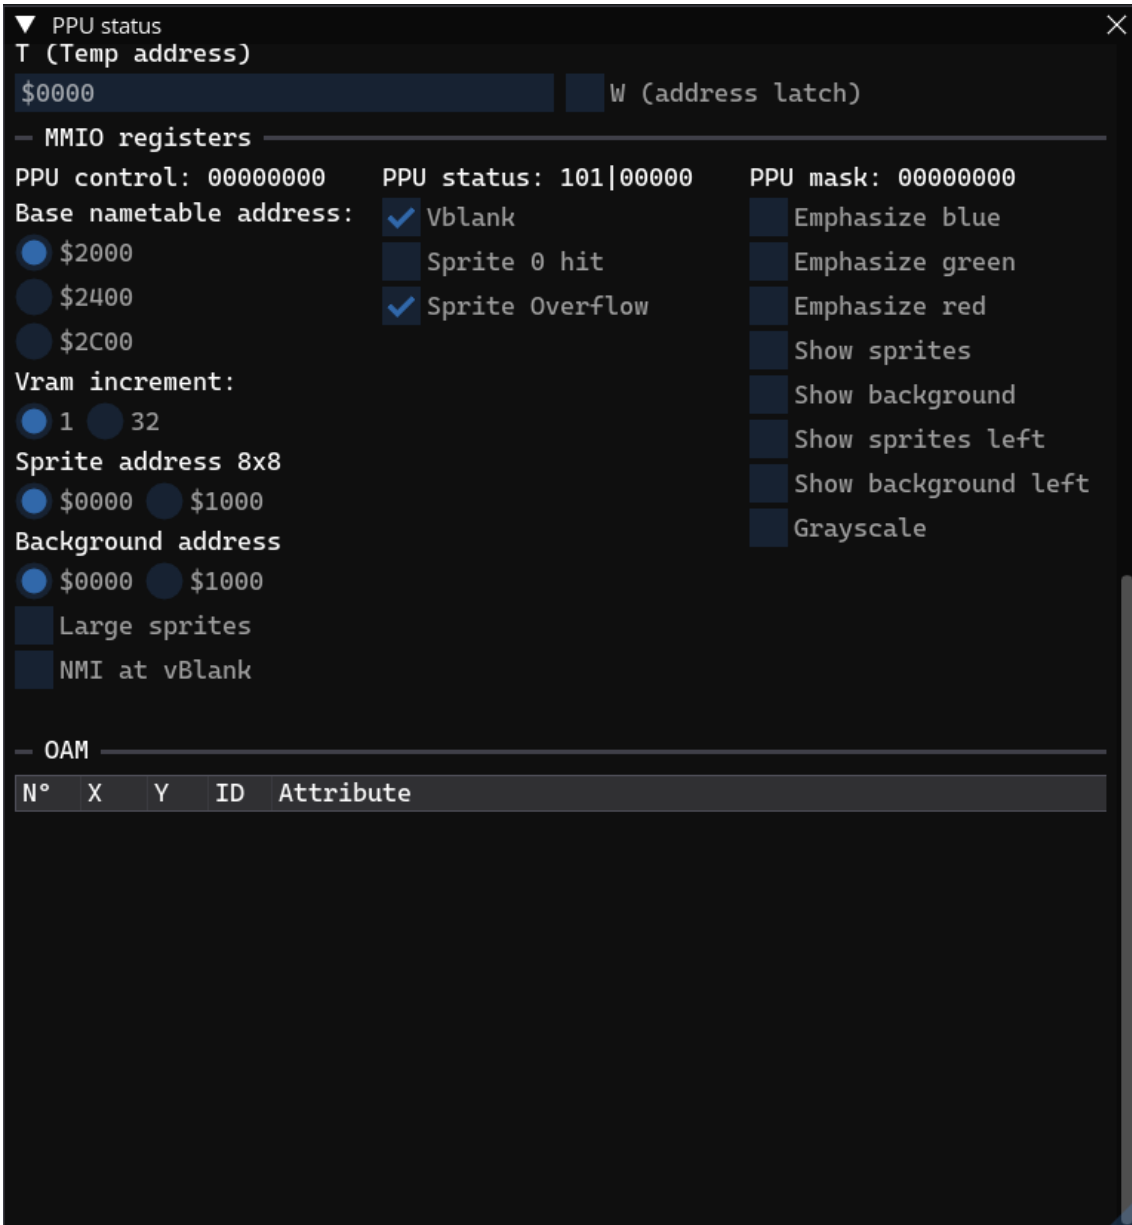 PPU status
T (Temp address)
$0000 W (address latch)
MMIO registers
PPU control: 00000000
Base nametable address:
$2000
$2400
$2C00
Vram increment:
1 32
Sprite address 8x8
$0000 $1000
Background address
$0000 $1000
Large sprites
NMI at vBlank
PPU status: 101|00000
Vblank
Sprite 0 hit
Sprite Overflow
PPU mask: 00000000
Emphasize blue
Emphasize green
Emphasize red
Show sprites
Show background
Show sprites left
Show background left
Grayscale
OAM
N° X Y ID Attribute